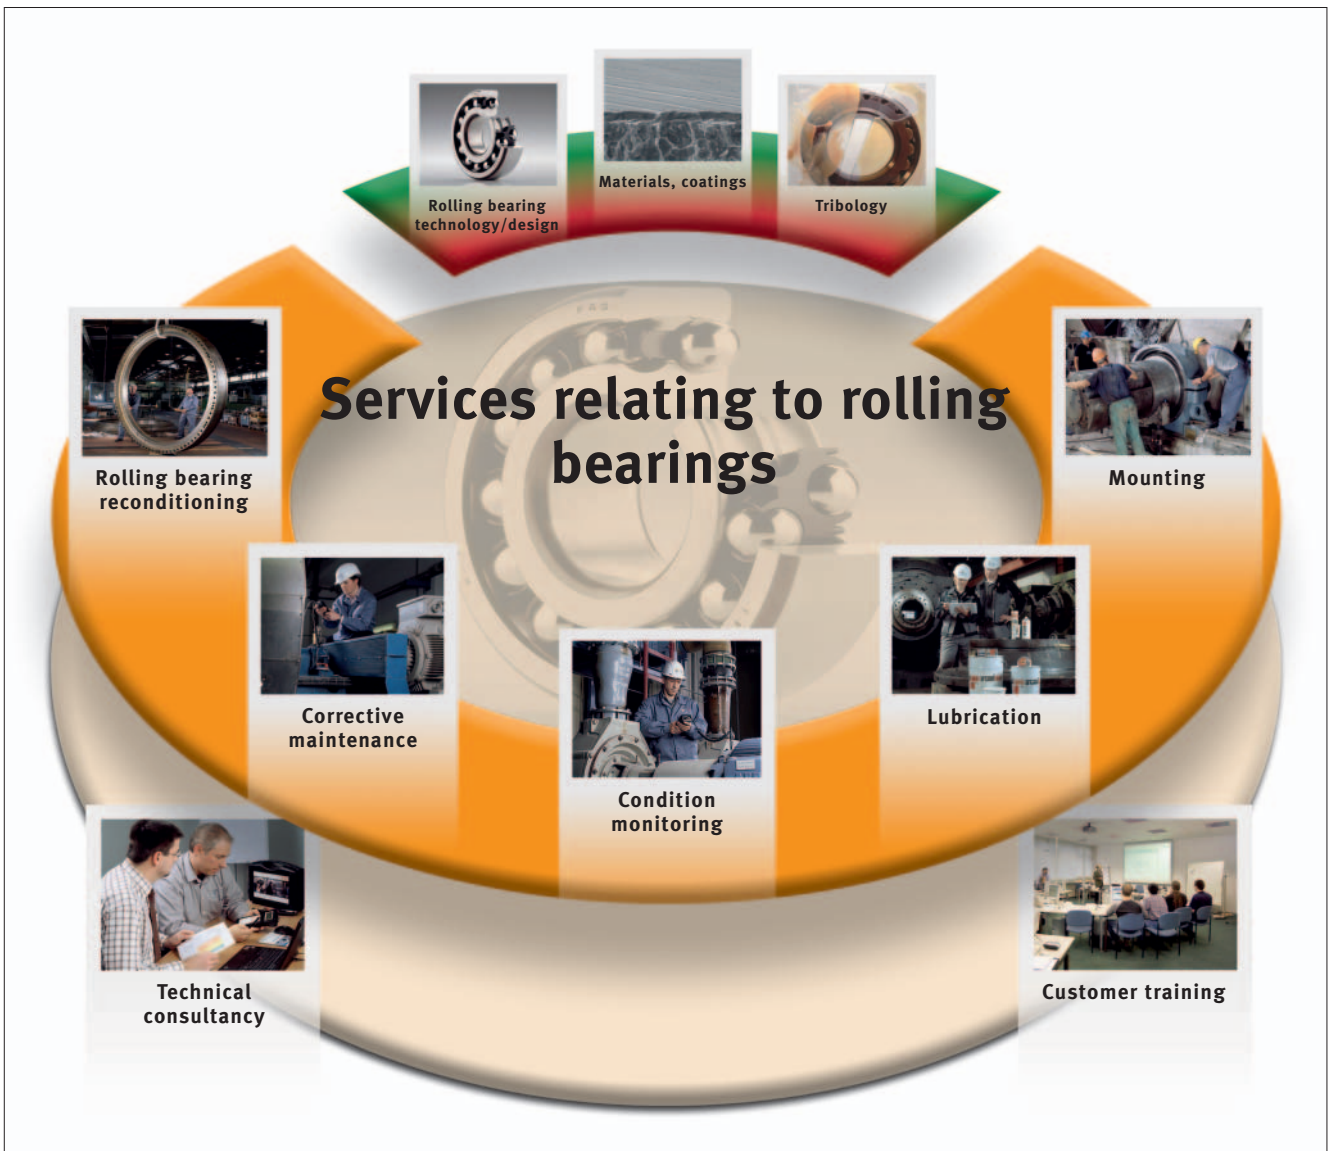 Materials, coatings
Rolling bearing
technology/design
Tribology
FAG
Services relating to rolling
bearings
Rolling bearing
reconditioning
Mounting
Corrective
maintenance
Lubrication
Condition
monitoring
Technical
consultancy
Customer training